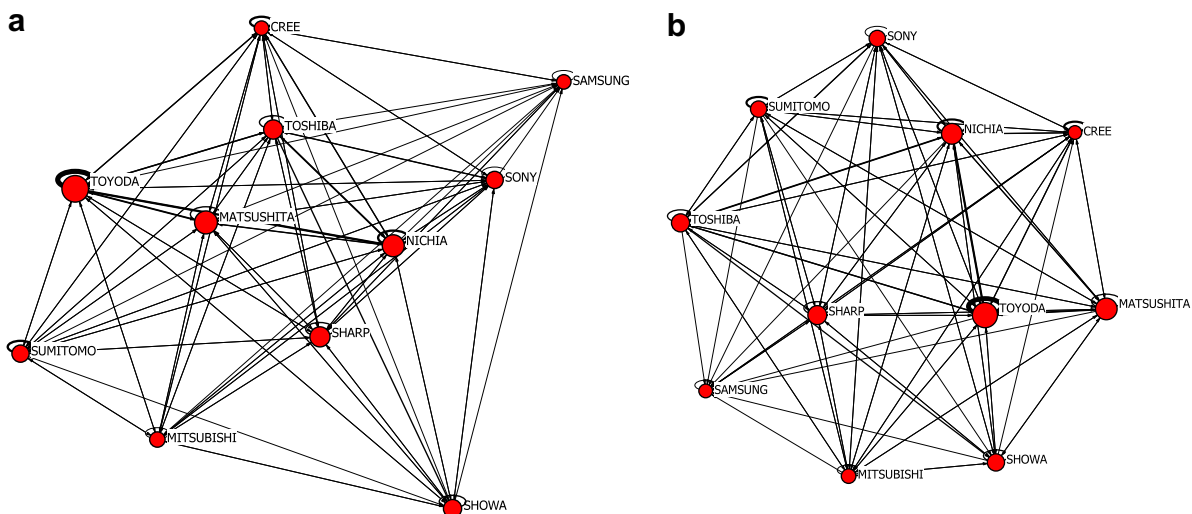 a
CREE
SAMSUNG
TOSHIBA
TOYODA
SONY
MATSUSHITA
NICHIA
SHARP
SUMITOMO
MITSUBISHI
SHOWA
b
SONY
SUMITOMO
NICHIA
CREE
TOSHIBA
SHARP
TOYODA
MATSUSHITA
SAMSUNG
MITSUBISHI
SHOWA